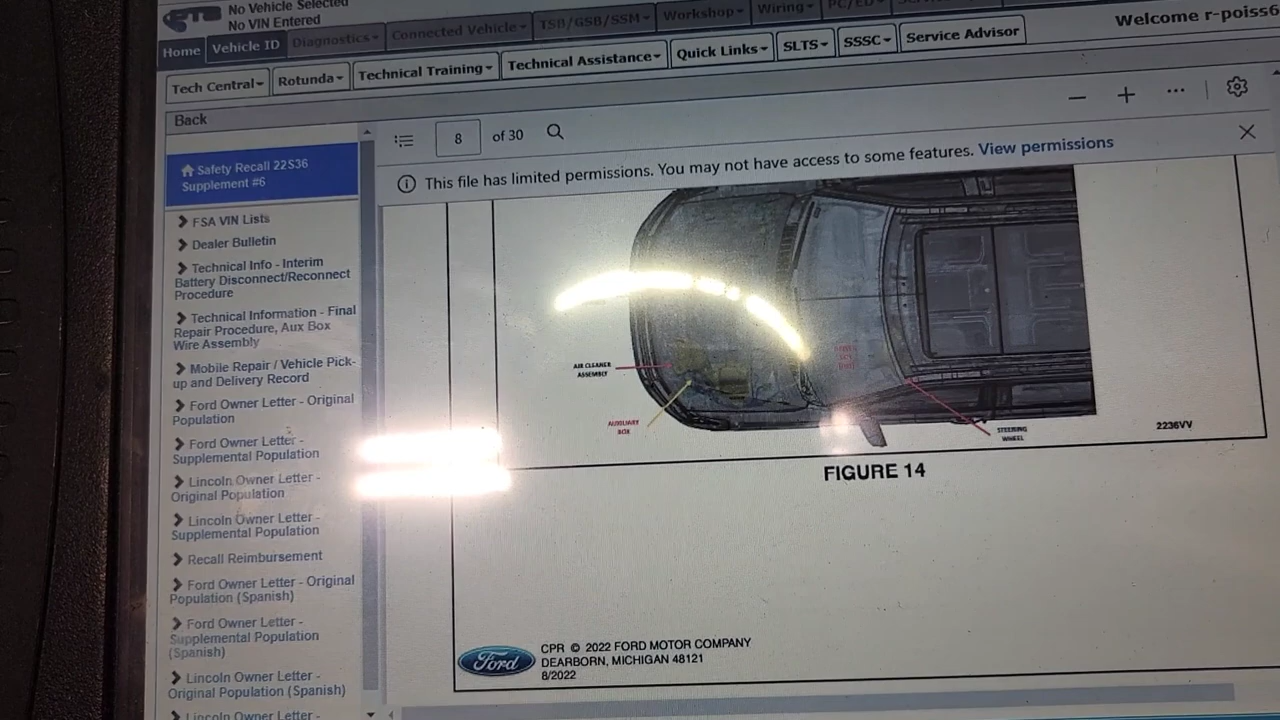 No Vehicle Selected
No VIN Entered
Home Vehicle ID Diagnostics Connected Vehicle TSB/GSB/SSM Workshop Wiring PC/ED
Welcome r-poiss6
Tech Central Rotunda Technical Training Technical Assistance Quick Links SLTS SSSC Service Advisor
Back
8 of 30
This file has limited permissions. You may not have access to some features. View permissions
Safety Recall 22S36
Supplement #6
FSA VIN Lists
Dealer Bulletin
Technical Info - Interim
Battery Disconnect/Reconnect
Procedure
Technical Information - Final
Repair Procedure, Aux Box
Wire Assembly
Mobile Repair / Vehicle Pick-
up and Delivery Record
Ford Owner Letter - Original
Population
Ford Owner Letter -
Supplemental Population
Lincoln Owner Letter -
Original Population
Lincoln Owner Letter -
Supplemental Population
Recall Reimbursement
Ford Owner Letter - Original
Population (Spanish)
Ford Owner Letter -
Supplemental Population
(Spanish)
Lincoln Owner Letter -
Original Population (Spanish)
Lincoln Owner Letter -
AIR CLEANER
ASSEMBLY
AUXILIARY
BOX
STEERING
WHEEL
2236VV
FIGURE 14
Ford
CPR © 2022 FORD MOTOR COMPANY
DEARBORN, MICHIGAN 48121
8/2022